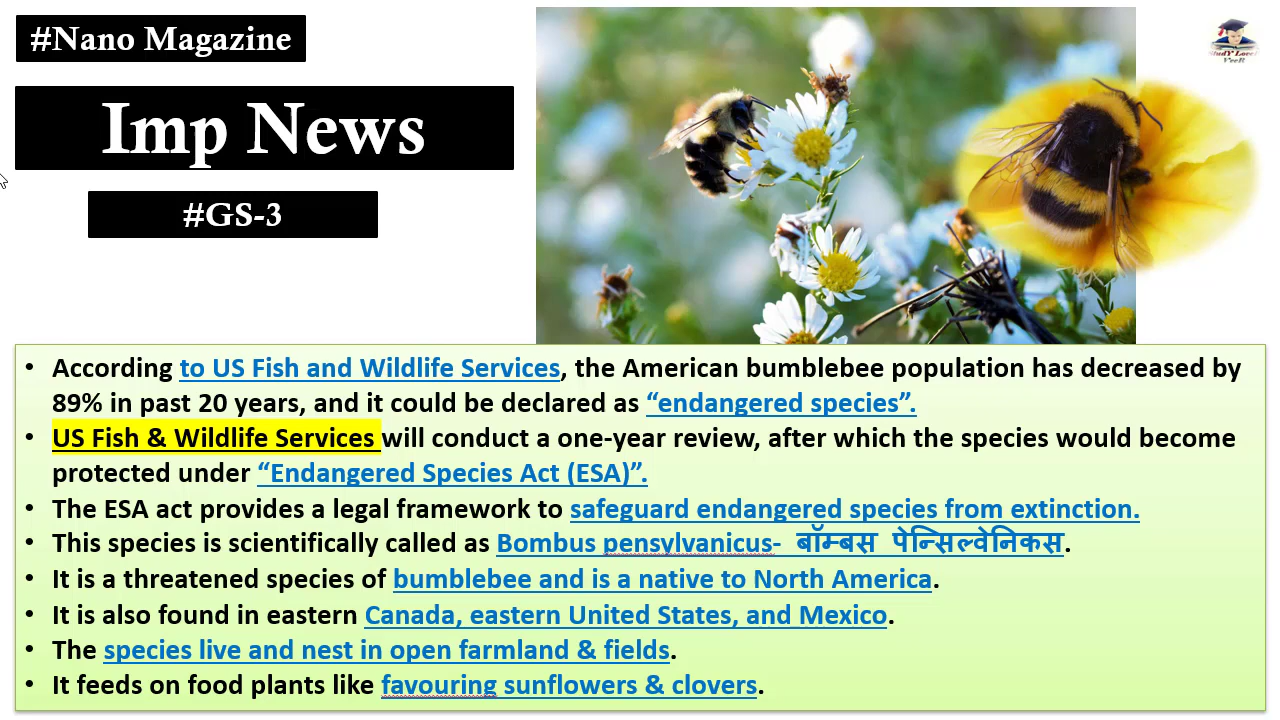 #Nano Magazine
Imp News
#GS-3
• According to US Fish and Wildlife Services, the American bumblebee population has decreased by
89% in past 20 years, and it could be declared as “endangered species”.
• US Fish & Wildlife Services will conduct a one-year review, after which the species would become
protected under “Endangered Species Act (ESA)”.
• The ESA act provides a legal framework to safeguard endangered species from extinction.
• This species is scientifically called as Bombus pensylvanicus- बॉम्बस पेन्सिल्वेनिकस.
• It is a threatened species of bumblebee and is a native to North America.
• It is also found in eastern Canada, eastern United States, and Mexico.
• The species live and nest in open farmland & fields.
• It feeds on food plants like favouring sunflowers & clovers.